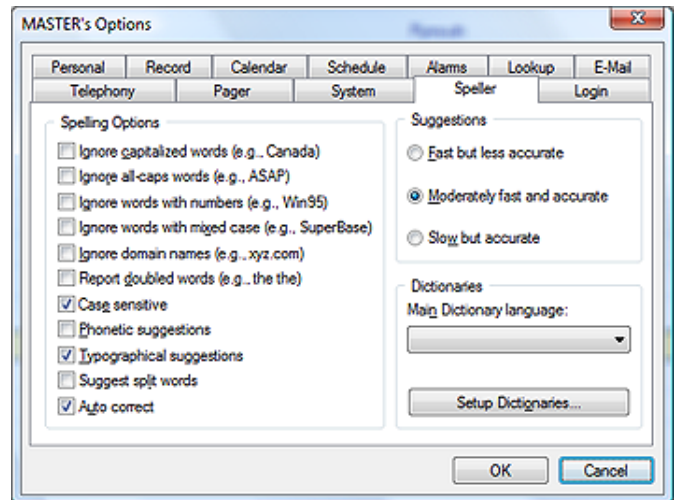 MASTER's Options
Personal Record Calendar Schedule Alarms Lookup E-Mail
Telephony Pager System Speller Login
Spelling Options
Ignore capitalized words (e.g., Canada)
Ignore all-caps words (e.g., ASAP)
Ignore words with numbers (e.g., Win95)
Ignore words with mixed case (e.g., SuperBase)
Ignore domain names (e.g., xyz.com)
Report doubled words (e.g., the the)
Case sensitive
Phonetic suggestions
Typographical suggestions
Suggest split words
Auto correct
Suggestions
Fast but less accurate
Moderately fast and accurate
Slow but accurate
Dictionaries
Main Dictionary language:
Setup Dictionaries...
OK Cancel